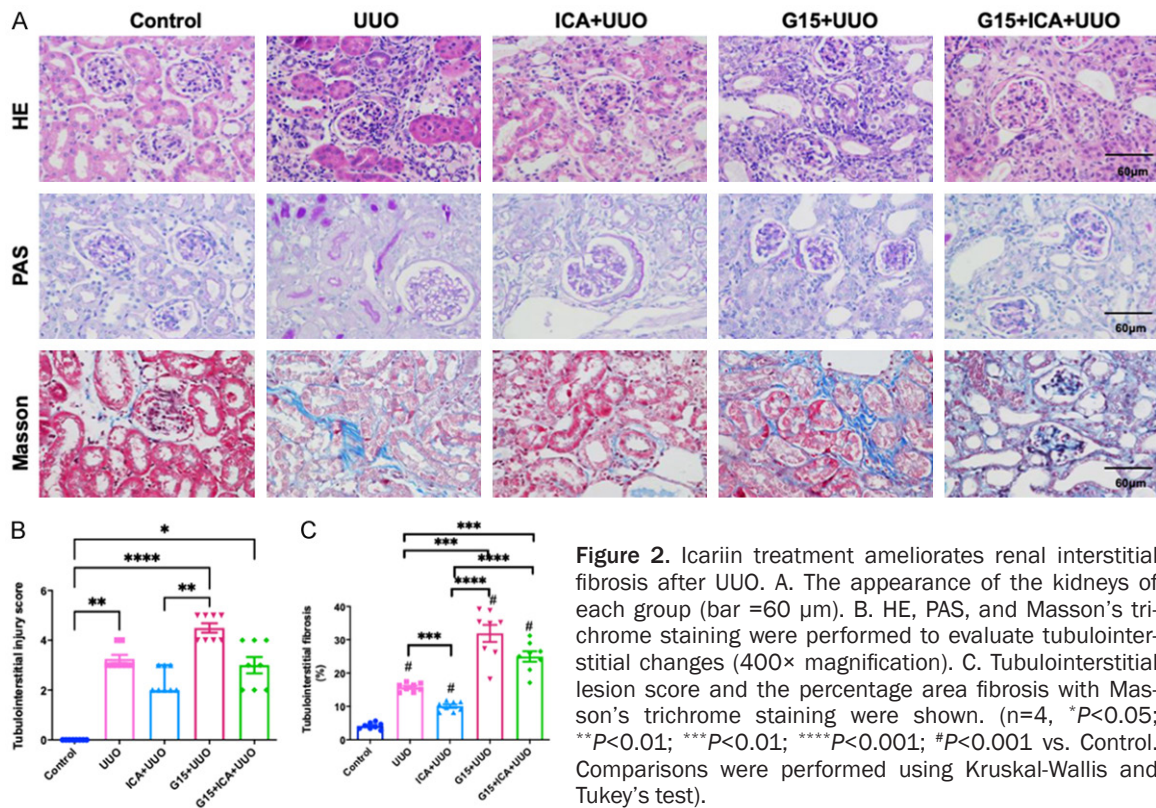 A
Control
UUO
ICA+UUO
G15+UUO
G15+ICA+UUO
HE
60μm
PAS
60μm
Masson
60μm
B
Tubulointerstitial injury score
6
4
2
0
*
****
**
**
Control
UUO
ICA+UUO
G15+UUO
G15+ICA+UUO
C
Tubulointerstitial fibrosis
(%)
40
30
20
10
0
***
***
****
****
***
#
#
#
#
Control
UUO
ICA+UUO
G15+UUO
G15+ICA+UUO
Figure 2. Icariin treatment ameliorates renal interstitial
fibrosis after UUO. A. The appearance of the kidneys of
each group (bar =60 μm). B. HE, PAS, and Masson's tri-
chrome staining were performed to evaluate tubulointer-
stitial changes (400× magnification). C. Tubulointerstitial
lesion score and the percentage area fibrosis with Mas-
son's trichrome staining were shown. (n=4, *P<0.05;
**P<0.01; ***P<0.01; ****P<0.001; #P<0.001 vs. Control.
Comparisons were performed using Kruskal-Wallis and
Tukey's test).